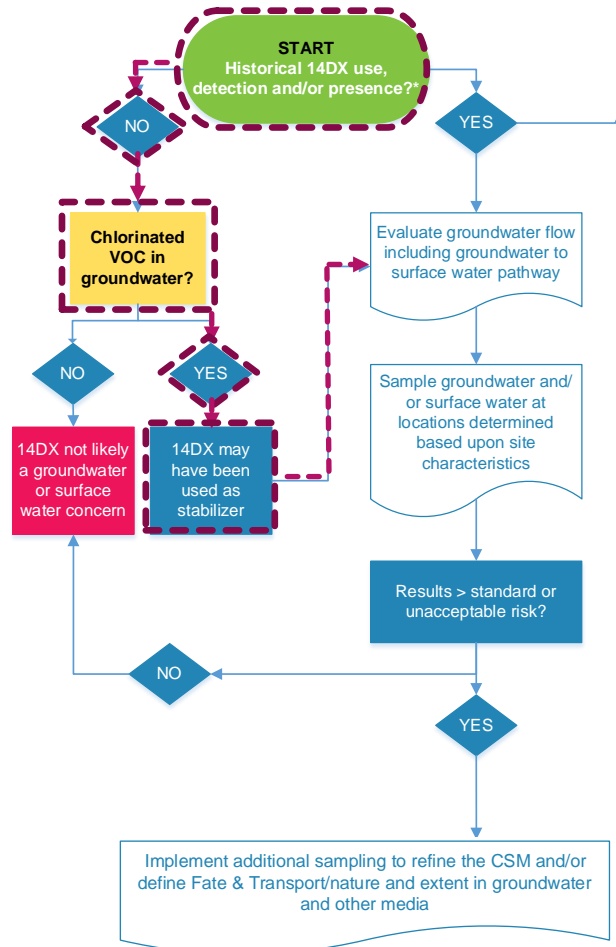 START
Historical 14DX use,
detection and/or presence?*
NO
YES
Chlorinated
VOC in
groundwater?
Evaluate groundwater flow
including groundwater to
surface water pathway
NO
YES
14DX not likely
a groundwater
or surface
water concern
14DX may
have been
used as
stabilizer
Sample groundwater and/
or surface water at
locations determined
based upon site
characteristics
Results > standard or
unacceptable risk?
NO
YES
Implement additional sampling to refine the CSM and/or
define Fate & Transport/nature and extent in groundwater
and other media